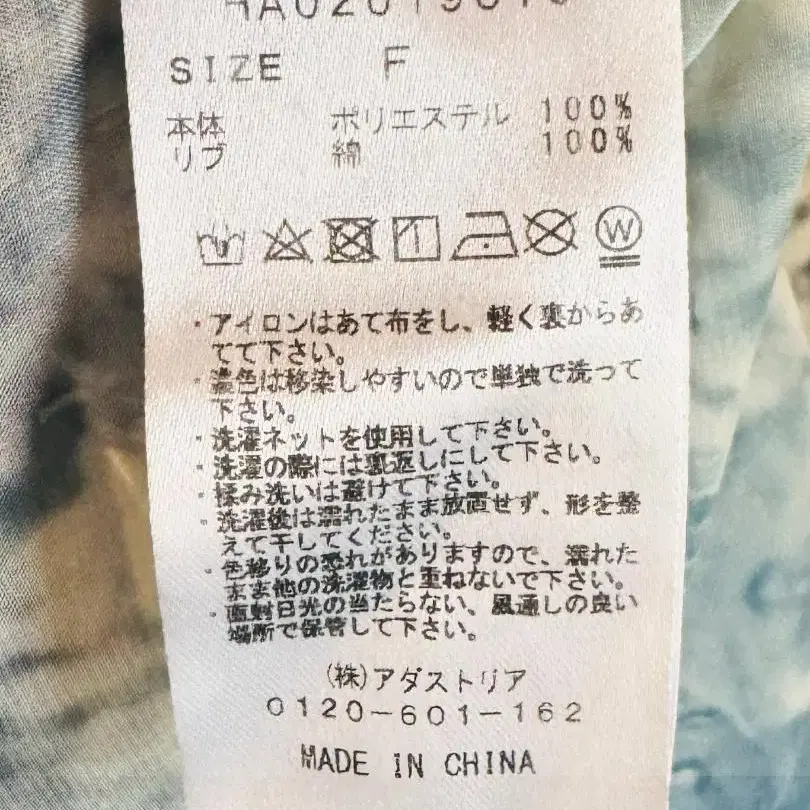 SIZE F
本体 ポリエステル 100%
リブ 綿 100%
W
・アイロンはあて布をし、軽く裏からあ
てて下さい。
・濃色は移染しやすいので単独で洗って
下さい。
・洗濯ネットを使用して下さい。
・洗濯の際には裏返しにして下さい。
・揉み洗いは避けて下さい。
・洗濯後は濡れたまま放置せず、形を整
えて干してください。
・色移りの恐れがありますので、濡れた
まま他の洗濯物と重ねないで下さい。
・直射日光の当たらない、風通しの良い
場所で保管して下さい。
(株)アダストリア
0120-601-162
MADE IN CHINA